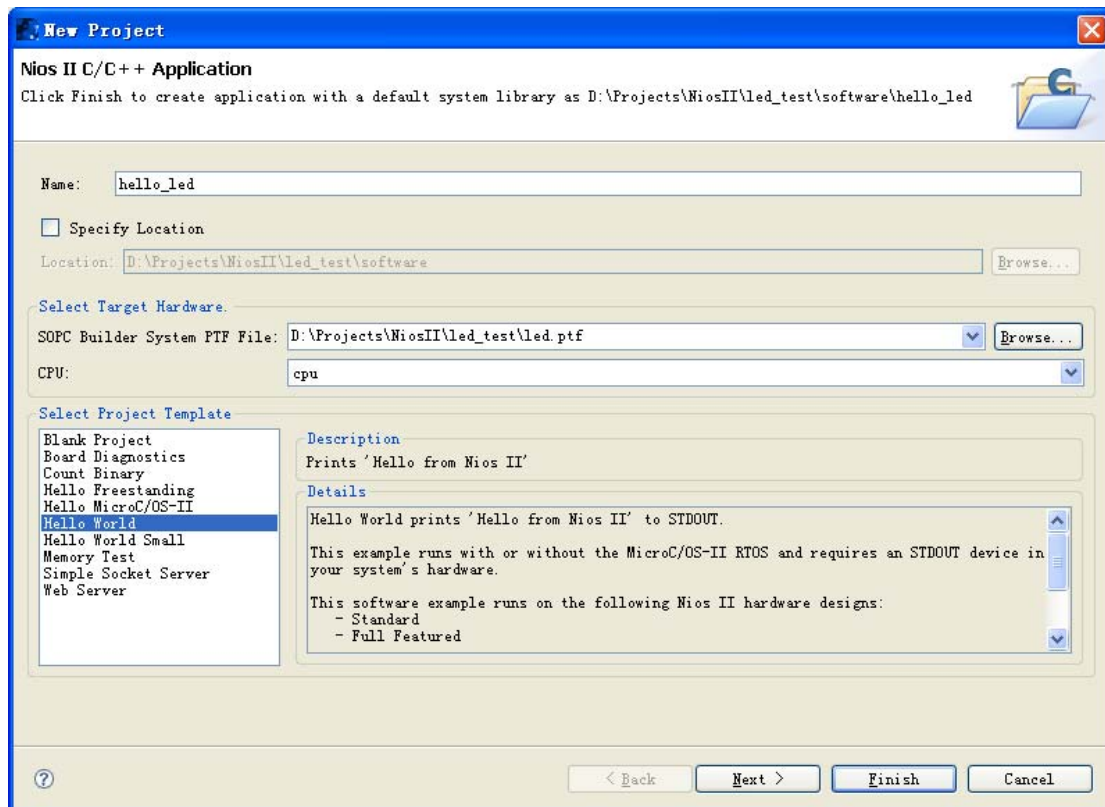 New Project
Nios II C/C++ Application
Click Finish to create application with a default system library as D:\Projects\NiosII\led_test\software\hello_led
Name: hello_led
Specify Location
Location: D:\Projects\NiosII\led_test\software Browse...
Select Target Hardware.
SOPC Builder System PTF File: D:\Projects\NiosII\led_test\led.ptf Browse...
CPU: cpu
Select Project Template
Blank Project
Board Diagnostics
Count Binary
Hello Freestanding
Hello MicroC/OS-II
Hello World
Hello World Small
Memory Test
Simple Socket Server
Web Server
Description
Prints 'Hello from Nios II'
Details
Hello World prints 'Hello from Nios II' to STDOUT.
This example runs with or without the MicroC/OS-II RTOS and requires an STDOUT device in
your system's hardware.
This software example runs on the following Nios II hardware designs:
- Standard
- Full Featured
? < Back Next > Finish Cancel